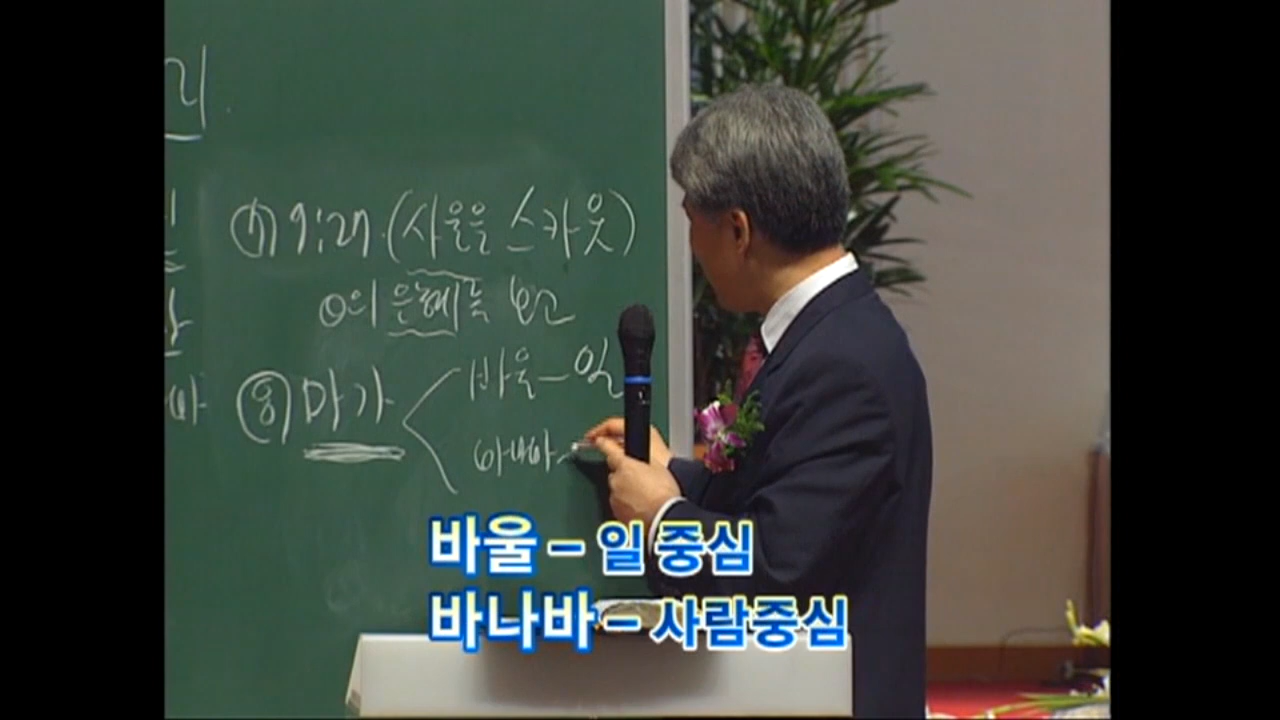 리.
⑦ 9:27.(사울을 스카웃)
은혜를 보고
⑧ 마가
바울 – 일
바나바 –
바울 – 일 중심
바나바 – 사람중심